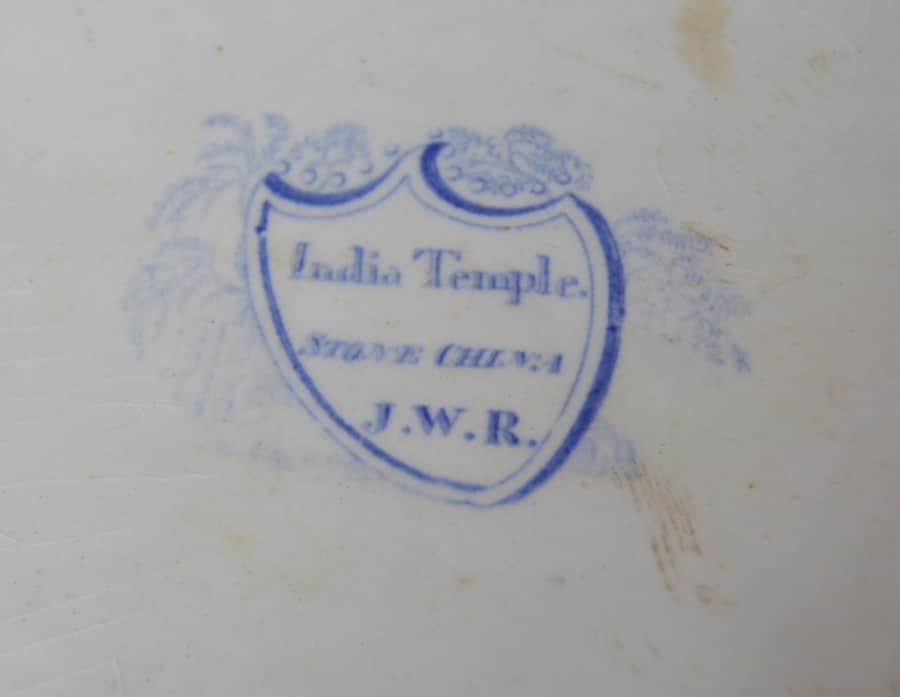 India Temple.
STONE CHINA
J.W.R.